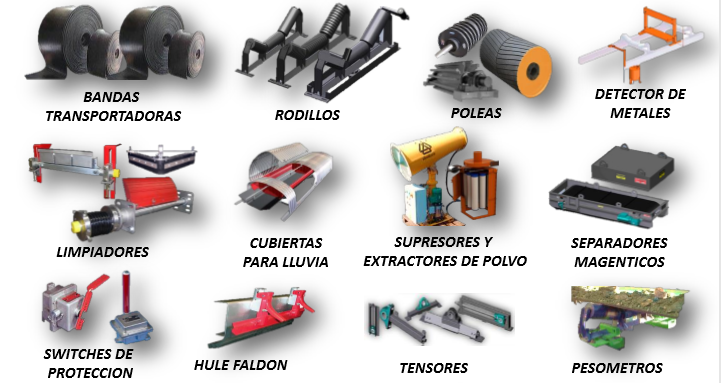 BANDAS
TRANSPORTADORAS
RODILLOS
POLEAS
DETECTOR DE
METALES
LIMPIADORES
CUBIERTAS
PARA LLUVIA
SUPRESORES Y
EXTRACTORES DE POLVO
SEPARADORES
MAGENTICOS
SWITCHES DE
PROTECCION
HULE FALDON
TENSORES
PESOMETROS